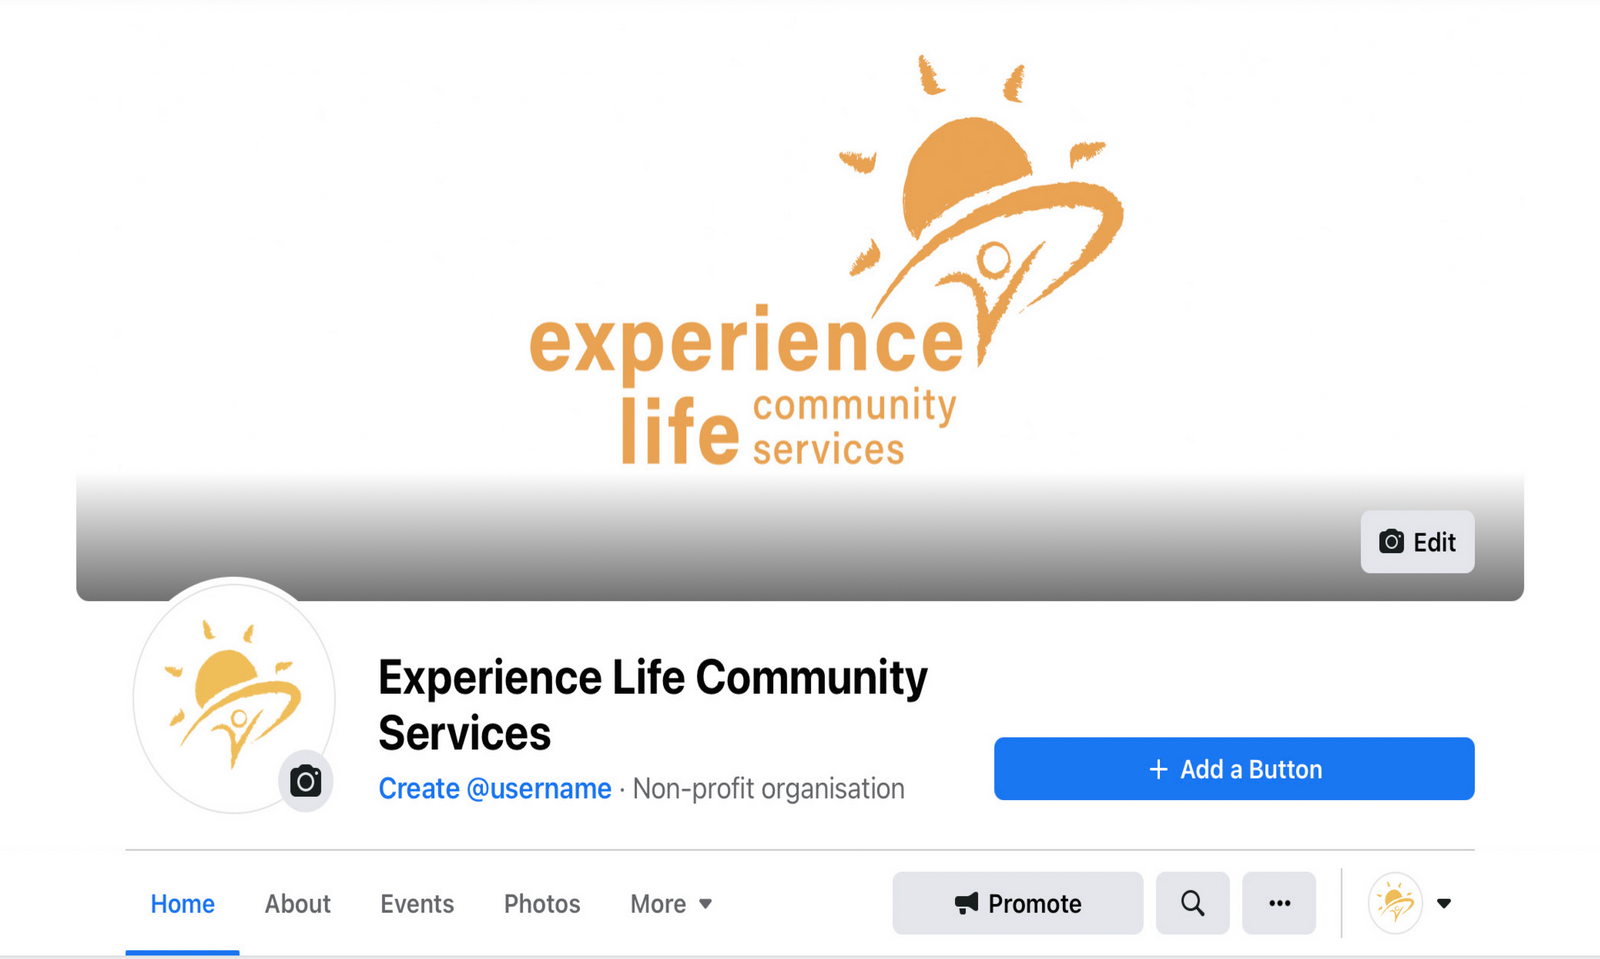 experience
life community
services
Edit
Experience Life Community
Services
Create @username · Non-profit organisation
+ Add a Button
Home About Events Photos More Promote